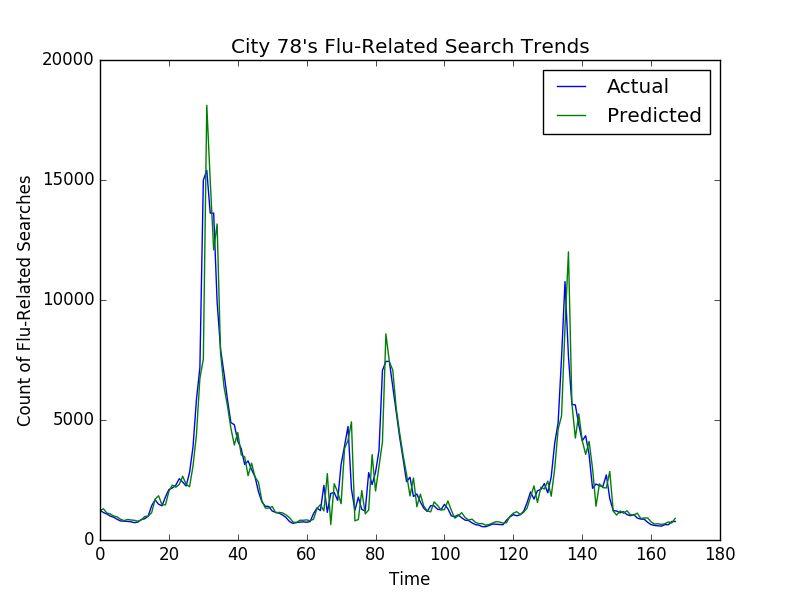 City 78's Flu-Related Search Trends
20000
15000
10000
5000
0
Count of Flu-Related Searches
Actual
Predicted
0 20 40 60 80 100 120 140 160 180
Time